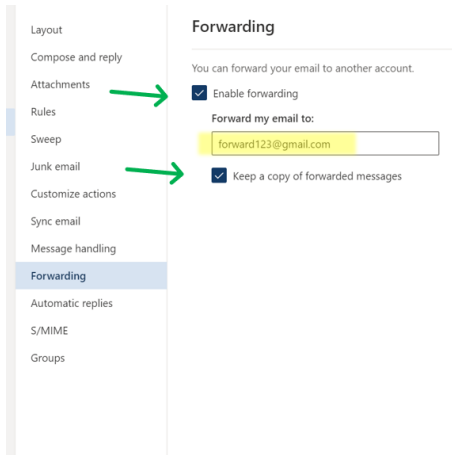 Layout
Compose and reply
Attachments
Rules
Sweep
Junk email
Customize actions
Sync email
Message handling
Forwarding
Automatic replies
S/MIME
Groups
Forwarding
You can forward your email to another account.
Enable forwarding
Forward my email to:
forward123@gmail.com
Keep a copy of forwarded messages